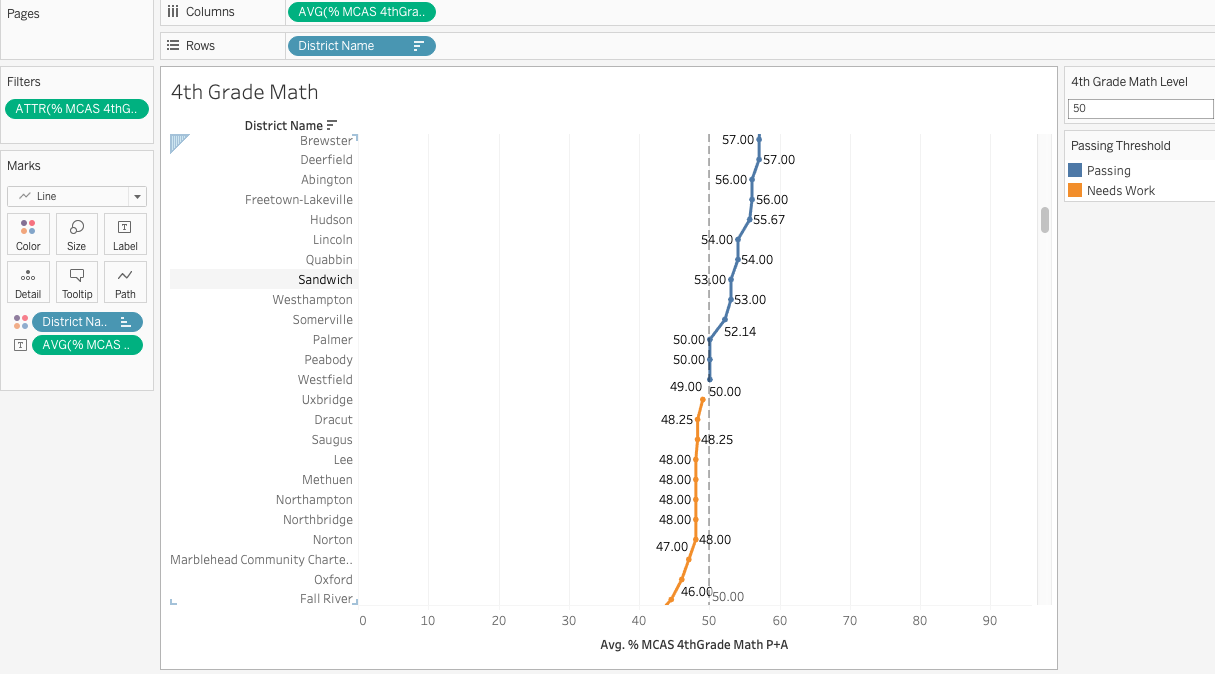 Pages
Columns
AVG(% MCAS 4thGra..
Rows
District Name
Filters
ATTR(% MCAS 4thG..
Marks
Line
Color
Size
Label
Detail
Tooltip
Path
District Na..
AVG(% MCAS ..
4th Grade Math
District Name
Brewster 57.00
Deerfield 57.00
Abington 56.00
Freetown-Lakeville 56.00
Hudson 55.67
Lincoln 54.00
Quabbin 54.00
Sandwich 53.00
Westhampton 53.00
Somerville 52.14
Palmer 50.00
Peabody 50.00
Westfield 50.00
Uxbridge 49.00
Dracut 48.25
Saugus 48.25
Lee 48.00
Methuen 48.00
Northampton 48.00
Northbridge 48.00
Norton 48.00
Marblehead Community Charte.. 47.00
Oxford 46.00
Fall River
50.00
0 10 20 30 40 50 60 70 80 90
Avg. % MCAS 4thGrade Math P+A
4th Grade Math Level
50
Passing Threshold
Passing
Needs Work